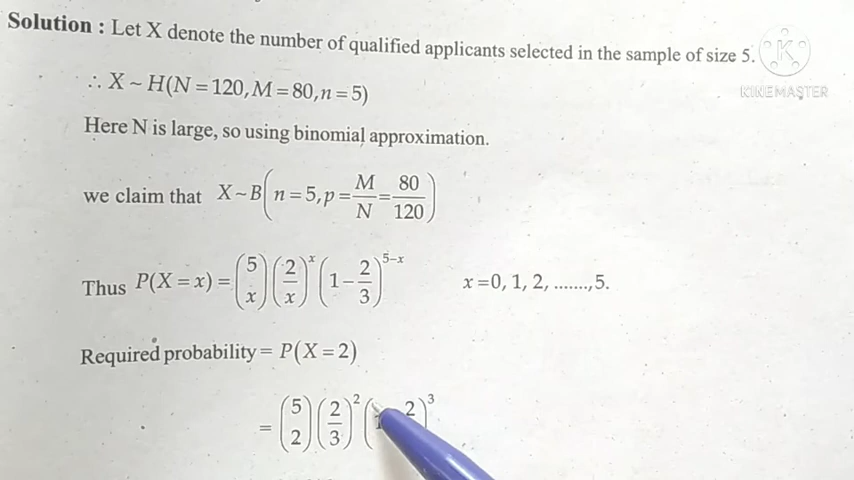 Solution : Let X denote the number of qualified applicants selected in the sample of size 5.
K
KINEMASTER
∴ X ~ H(N = 120, M = 80, n = 5)
Here N is large, so using binomial approximation.
we claim that X ~ B(n = 5, p = M/N = 80/120)
Thus P(X = x) = (5 x) (2/x)^x (1 − 2/3)^(5−x) x = 0, 1, 2, ......., 5.
Required probability = P(X = 2)
= (5 2) (2/3)^2 ( 2 )^3